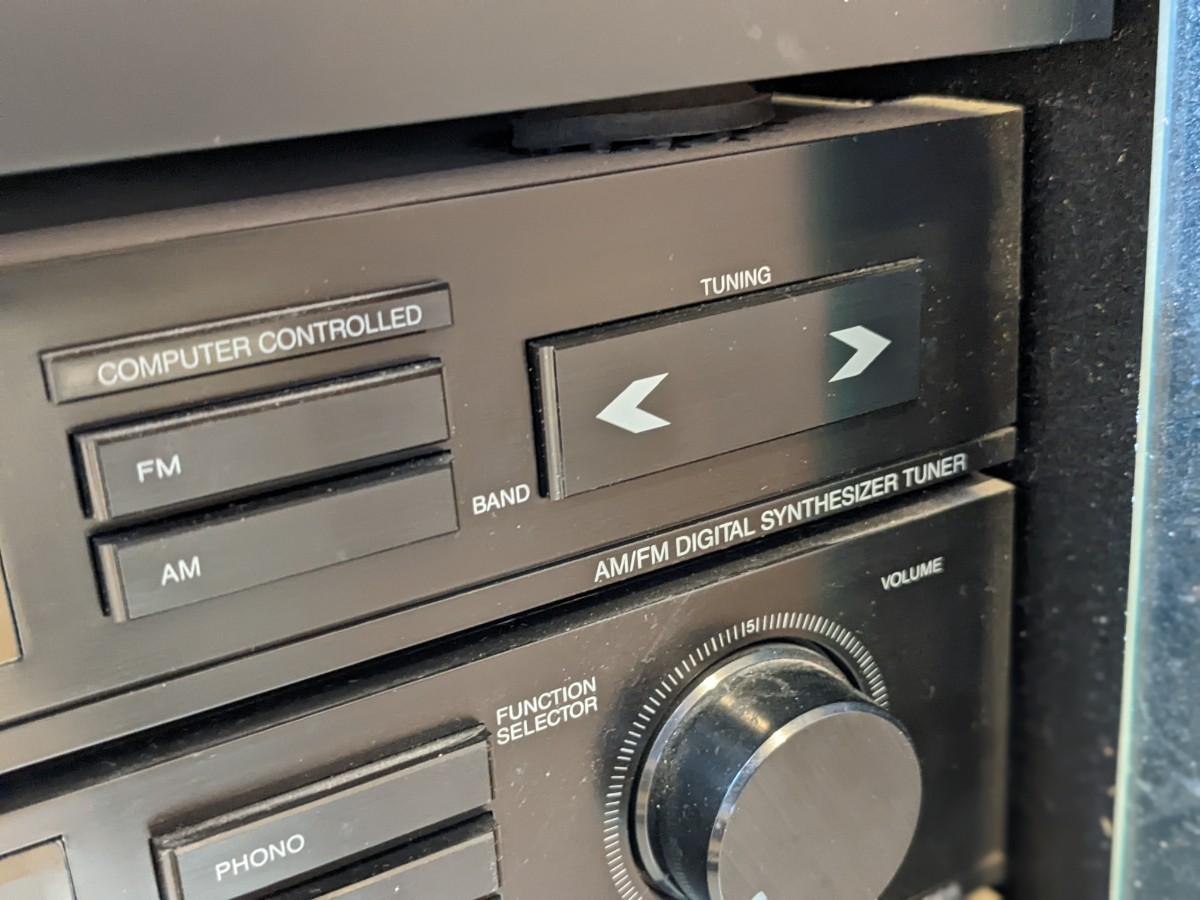 TUNING
COMPUTER CONTROLLED
FM
BAND
AM
AM/FM DIGITAL SYNTHESIZER TUNER
VOLUME
5
FUNCTION
SELECTOR
PHONO